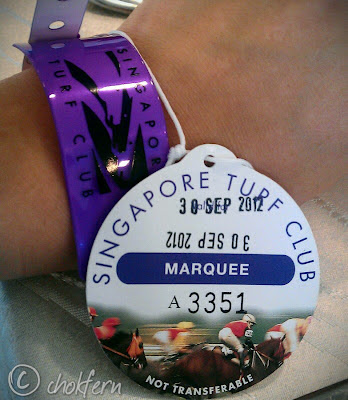 SINGAPORE
TURF CLUB
SINGAPORE TURF CLUB
30 SEP 2012
30 SEP 2012
MARQUEE
A 3351
NOT TRANSFERABLE
© chokfern